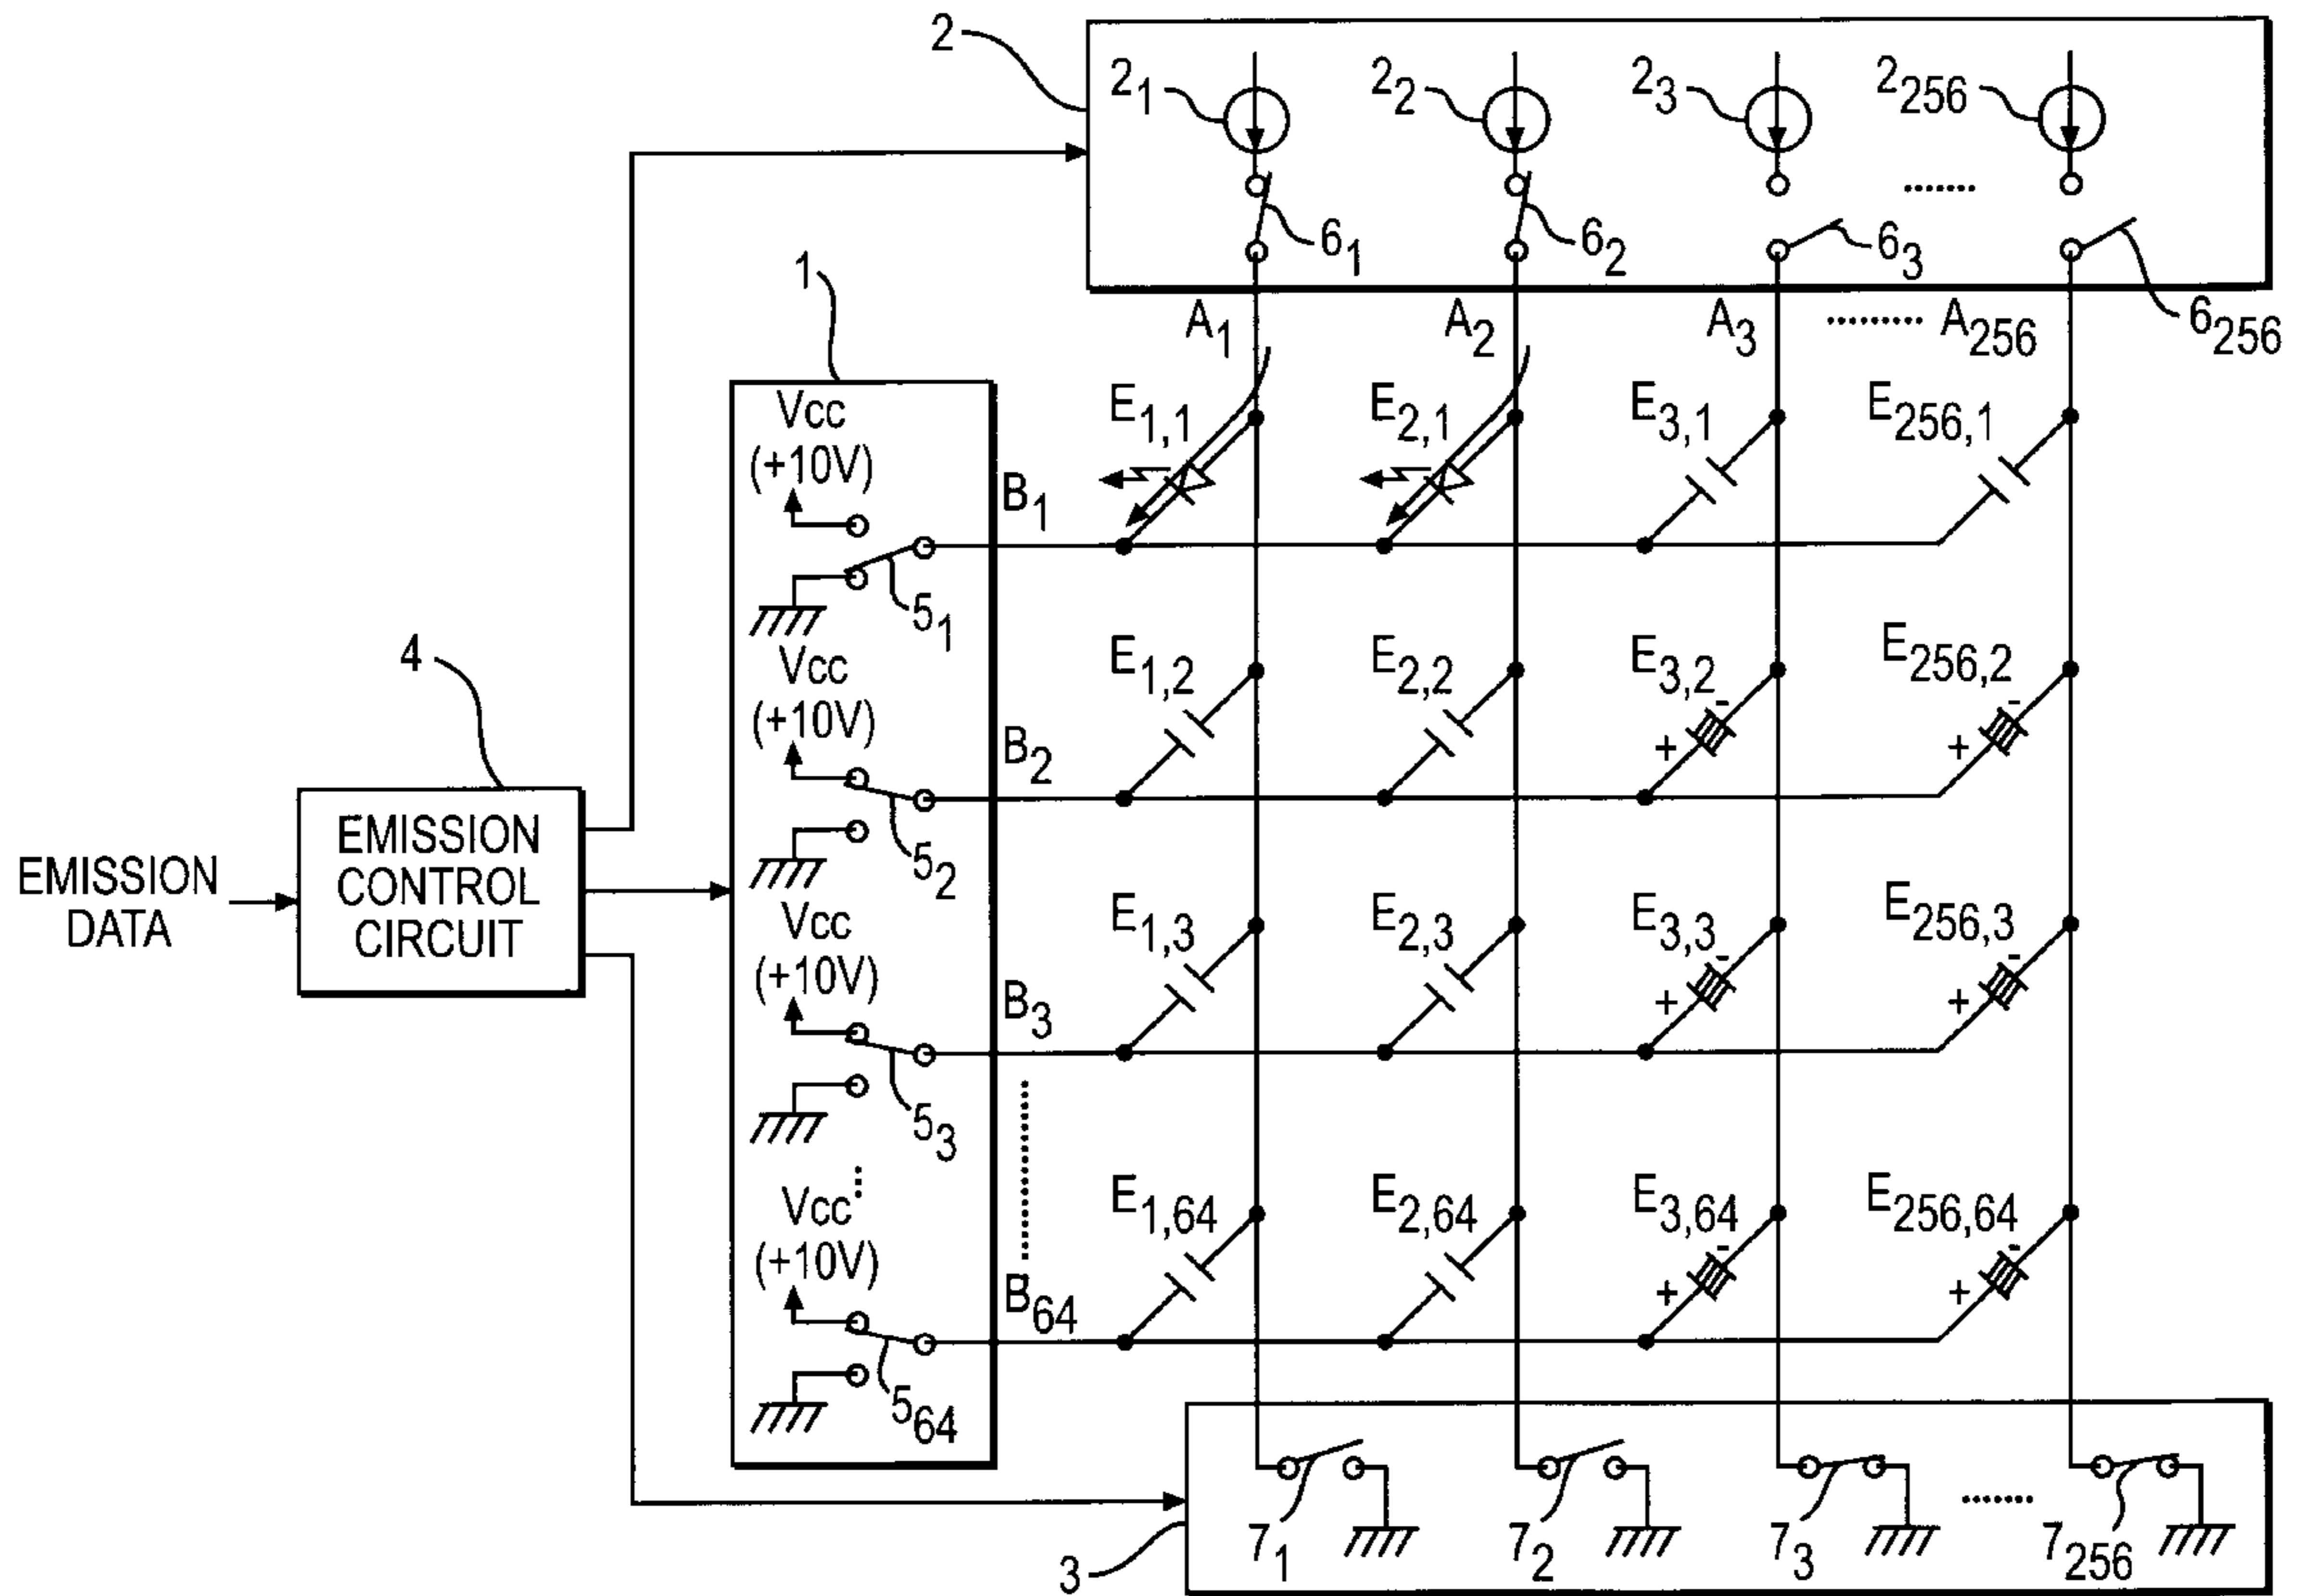 2
2₁
2₂
2₃
2₂₅₆
.......
6₁
6₂
6₃
6₂₅₆
A₁
A₂
A₃
.........
A₂₅₆
1
Vcc
(+10V)
B₁
5₁
E₁,₁
E₂,₁
E₃,₁
E₂₅₆,₁
4
Vcc
(+10V)
B₂
5₂
E₁,₂
E₂,₂
E₃,₂
E₂₅₆,₂
- -
+ +
EMISSION
DATA
EMISSION
CONTROL
CIRCUIT
Vcc
(+10V)
B₃
5₃
E₁,₃
E₂,₃
E₃,₃
E₂₅₆,₃
- -
+ +
Vcc
(+10V)
B₆₄
5₆₄
E₁,₆₄
E₂,₆₄
E₃,₆₄
E₂₅₆,₆₄
- -
+ +
3
7₁
7₂
7₃
.......
7₂₅₆